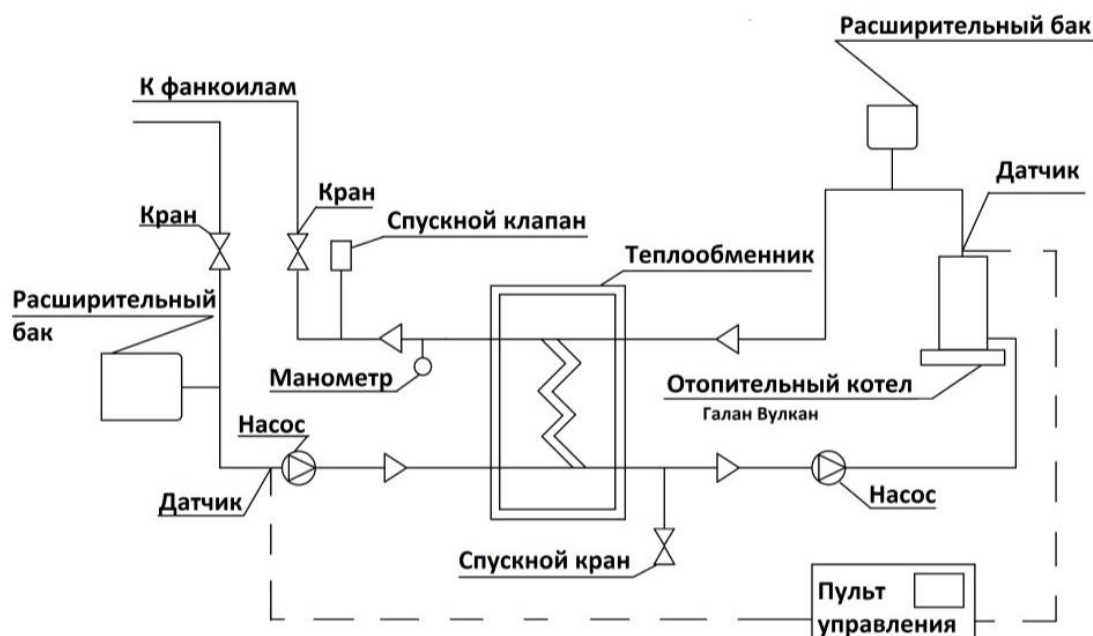 Расширительный бак
К фанкоилам
Датчик
Кран
Кран
Спускной клапан
Теплообменник
Расширительный
бак
Манометр
Отопительный котел
Галан Вулкан
Насос
Датчик
Насос
Спускной кран
Пульт
управления